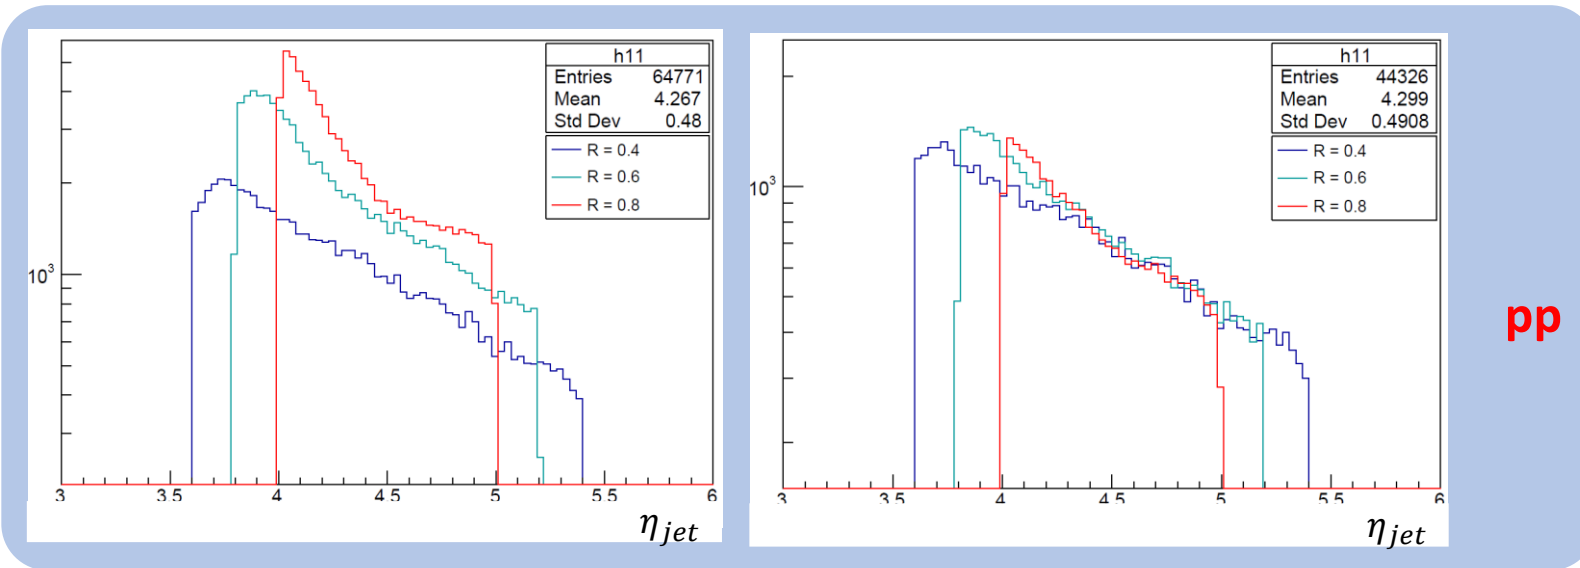 h11
Entries 64771
Mean 4.267
Std Dev 0.48
R = 0.4
R = 0.6
R = 0.8
10³
3 3.5 4 4.5 5 5.5 6
η_jet
h11
Entries 44326
Mean 4.299
Std Dev 0.4908
R = 0.4
R = 0.6
R = 0.8
10³
3 3.5 4 4.5 5 5.5 6
η_jet
pp